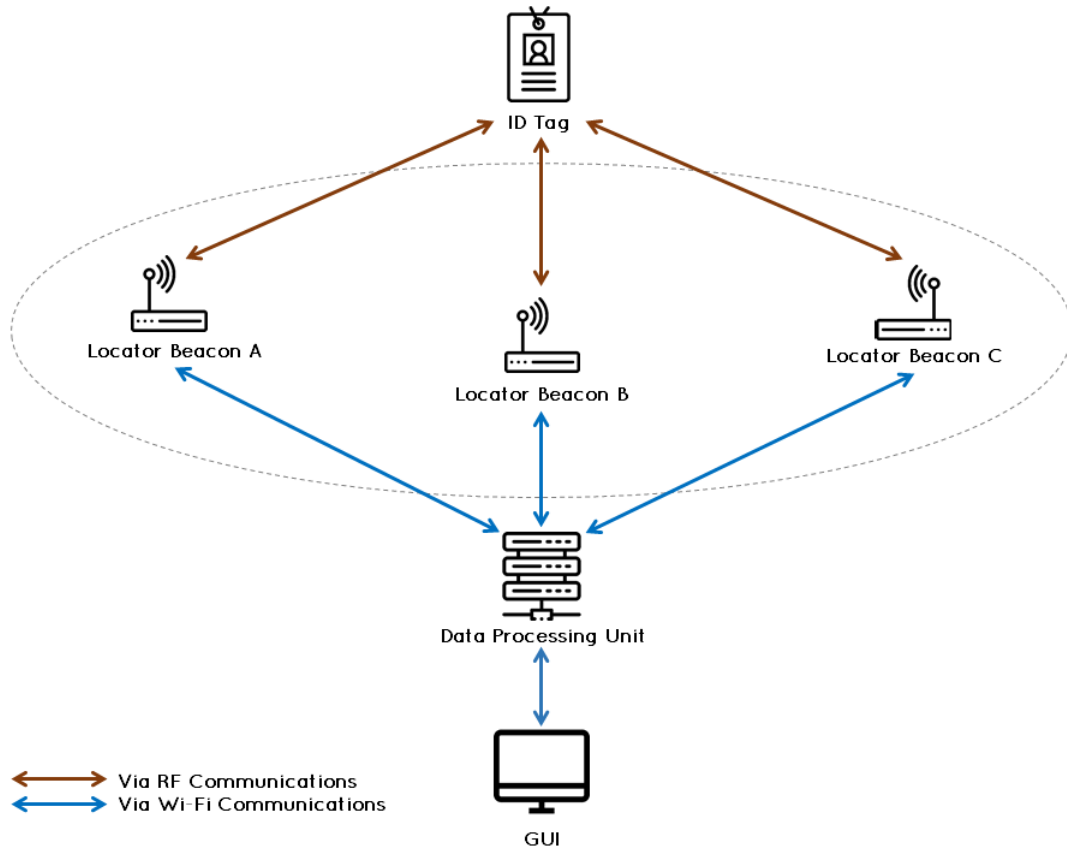 ID Tag
Locator Beacon A
Locator Beacon B
Locator Beacon C
Data Processing Unit
Via RF Communications
Via Wi-Fi Communications
GUI